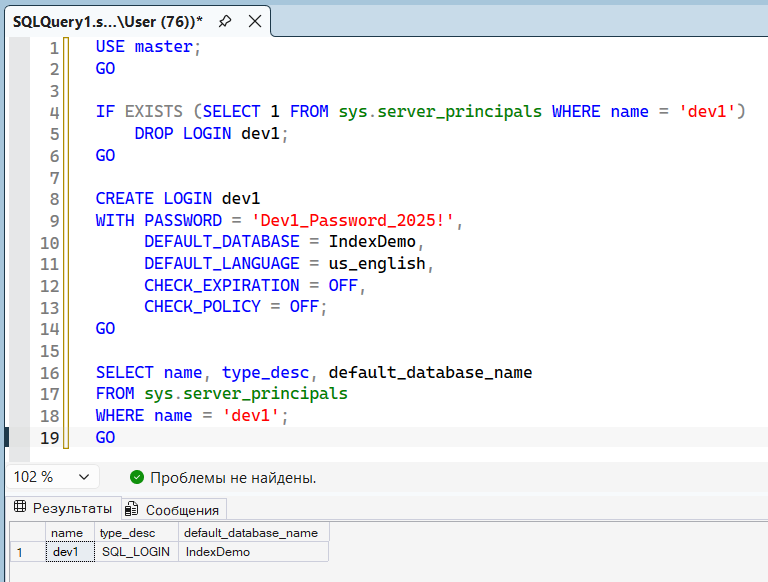 SQLQuery1.s...\User (76))*
1 USE master;
2 GO
3
4 IF EXISTS (SELECT 1 FROM sys.server_principals WHERE name = 'dev1')
5     DROP LOGIN dev1;
6 GO
7
8 CREATE LOGIN dev1
9 WITH PASSWORD = 'Dev1_Password_2025!',
10      DEFAULT_DATABASE = IndexDemo,
11      DEFAULT_LANGUAGE = us_english,
12      CHECK_EXPIRATION = OFF,
13      CHECK_POLICY = OFF;
14 GO
15
16 SELECT name, type_desc, default_database_name
17 FROM sys.server_principals
18 WHERE name = 'dev1';
19 GO
102 % Проблемы не найдены.
Результаты Сообщения
name type_desc default_database_name
1 dev1 SQL_LOGIN IndexDemo